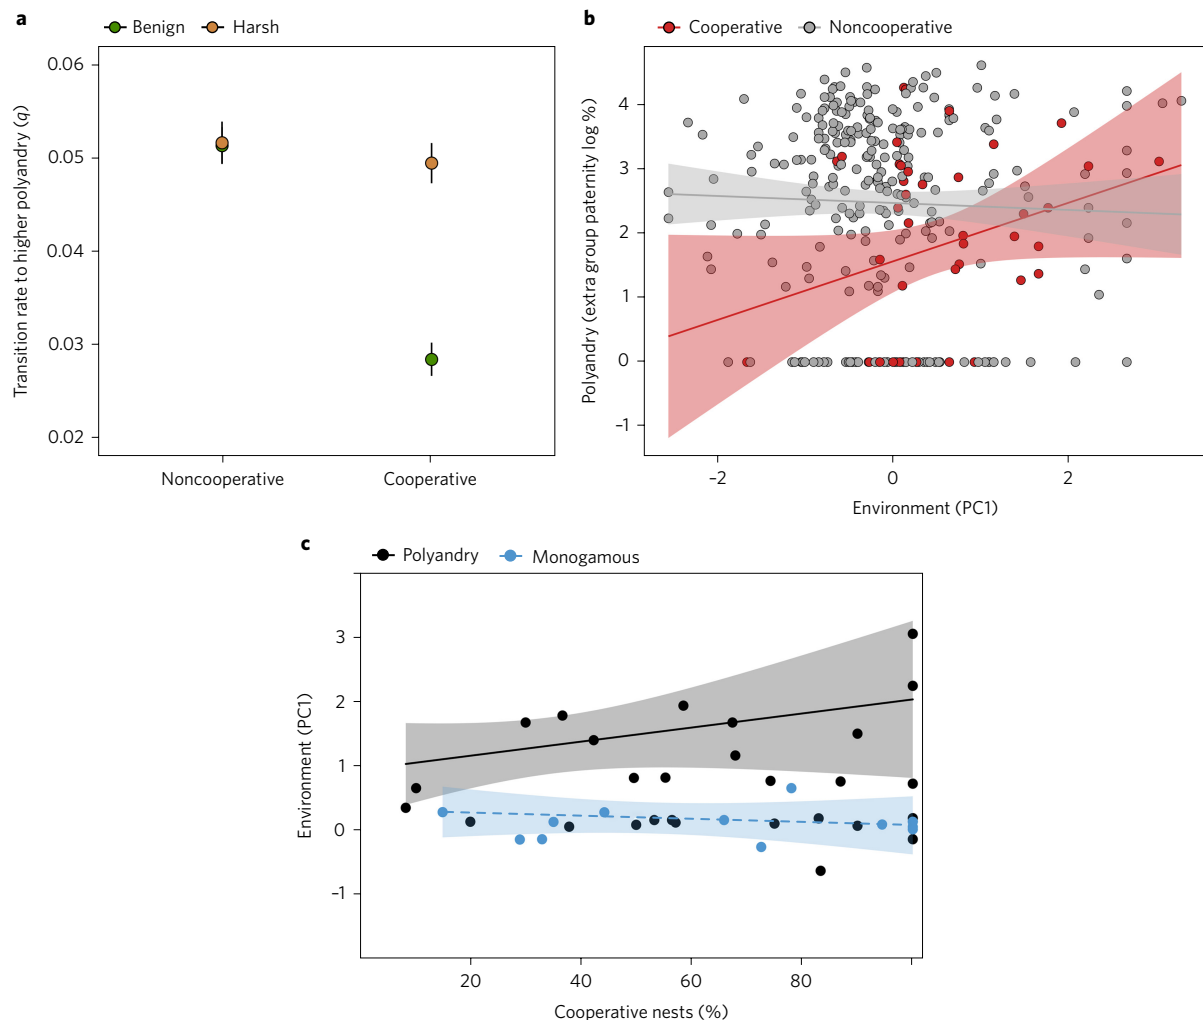 a
Benign Harsh
0.06
0.05
0.04
0.03
0.02
Transition rate to higher polyandry (q)
Noncooperative Cooperative
b
Cooperative Noncooperative
4
3
2
1
0
–1
Polyandry (extra group paternity log %)
–2 0 2
Environment (PC1)
c
Polyandry Monogamous
3
2
1
0
–1
Environment (PC1)
20 40 60 80
Cooperative nests (%)